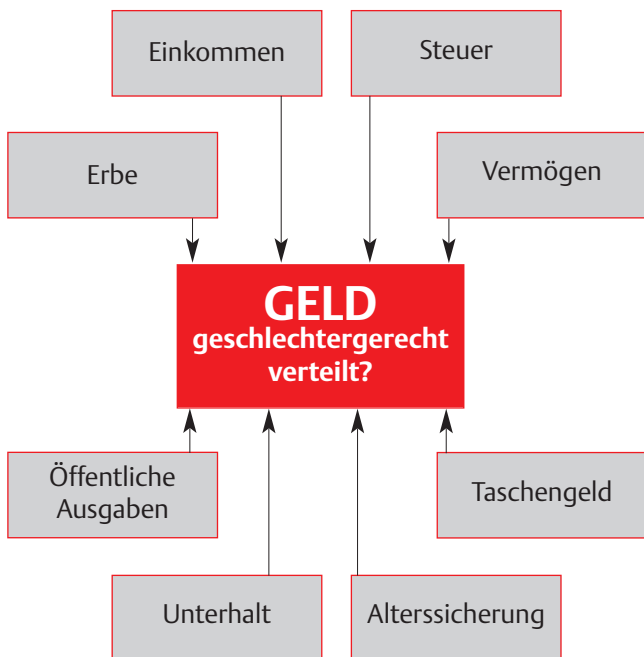 Einkommen
Steuer
Erbe
Vermögen
GELD
geschlechtergerecht
verteilt?
Öffentliche
Ausgaben
Taschengeld
Unterhalt
Alterssicherung